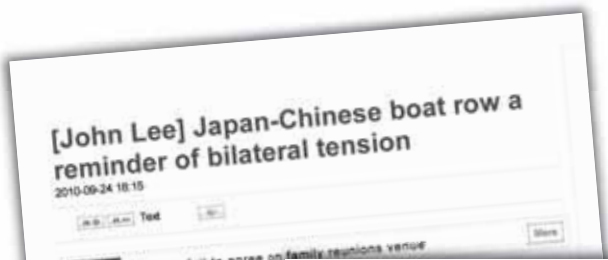 [John Lee] Japan-Chinese boat row a
reminder of bilateral tension
2010-09-24 18:15
Text
More
to agree on family reunions venue